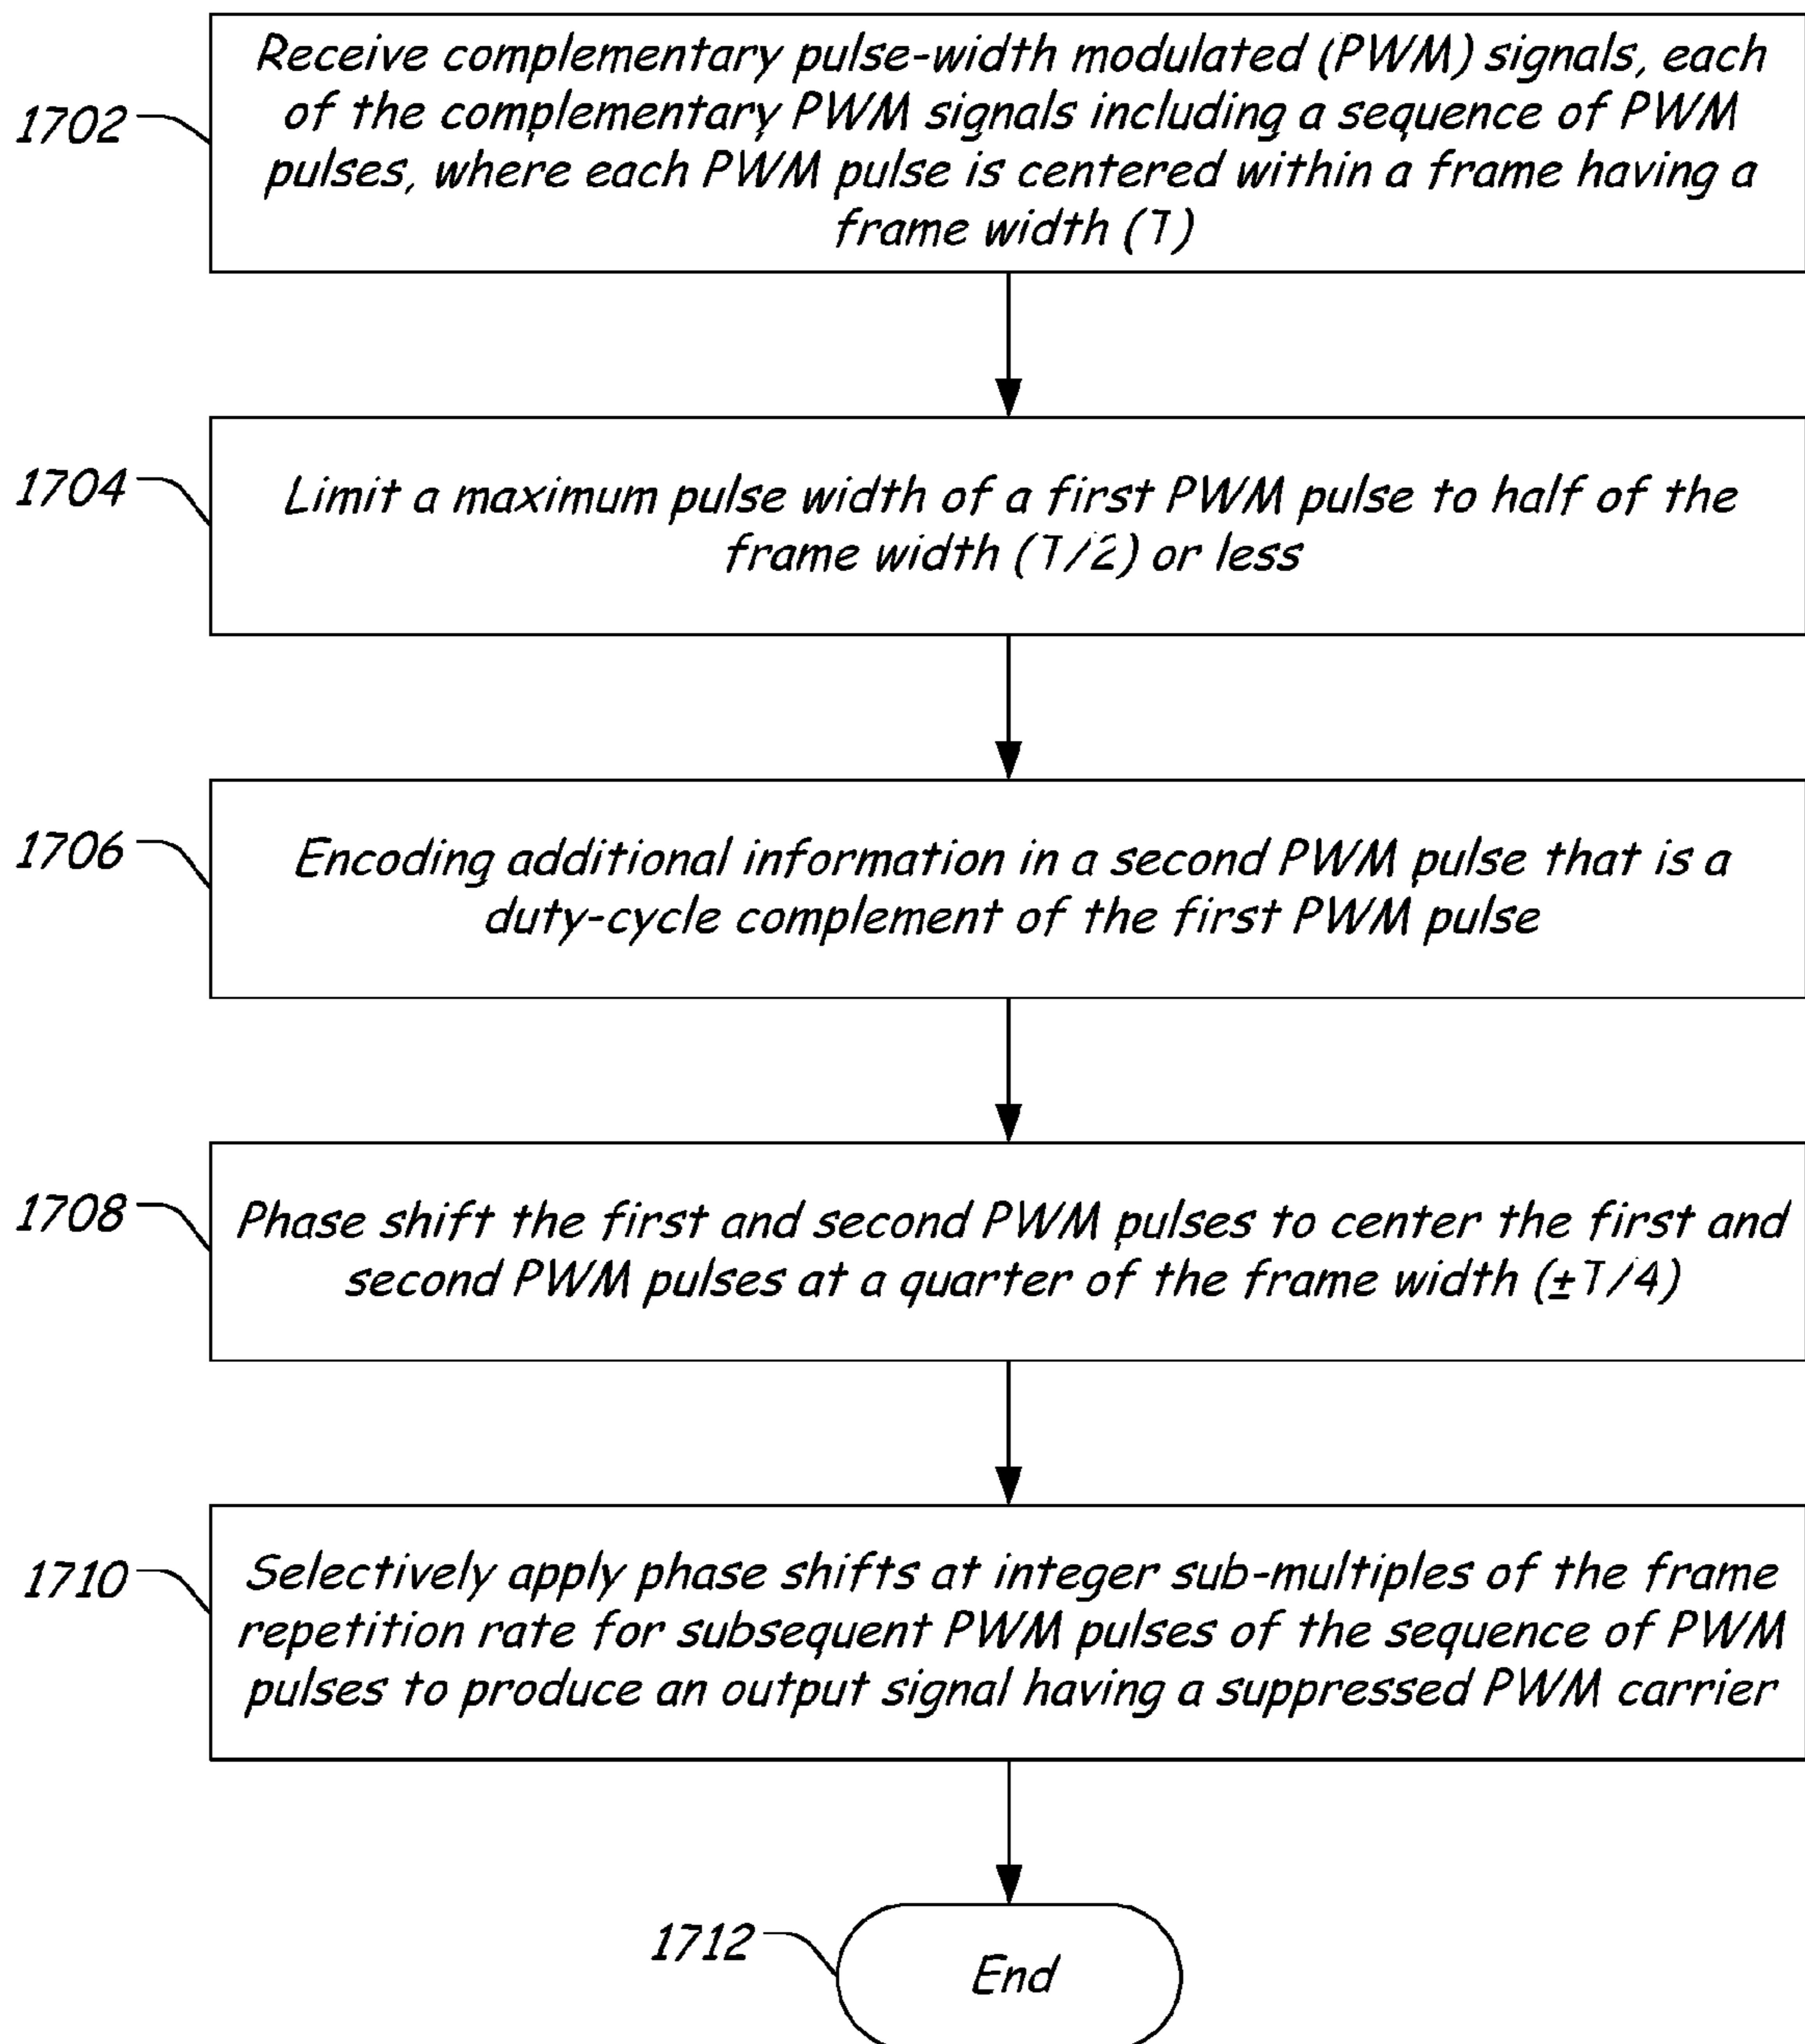 1702
Receive complementary pulse-width modulated (PWM) signals, each
of the complementary PWM signals including a sequence of PWM
pulses, where each PWM pulse is centered within a frame having a
frame width (T)
1704
Limit a maximum pulse width of a first PWM pulse to half of the
frame width (T/2) or less
1706
Encoding additional information in a second PWM pulse that is a
duty-cycle complement of the first PWM pulse
1708
Phase shift the first and second PWM pulses to center the first and
second PWM pulses at a quarter of the frame width (±T/4)
1710
Selectively apply phase shifts at integer sub-multiples of the frame
repetition rate for subsequent PWM pulses of the sequence of PWM
pulses to produce an output signal having a suppressed PWM carrier
1712
End